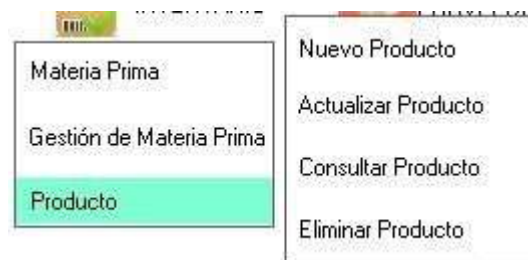 Materia Prima
Gestión de Materia Prima
Producto
Nuevo Producto
Actualizar Producto
Consultar Producto
Eliminar Producto